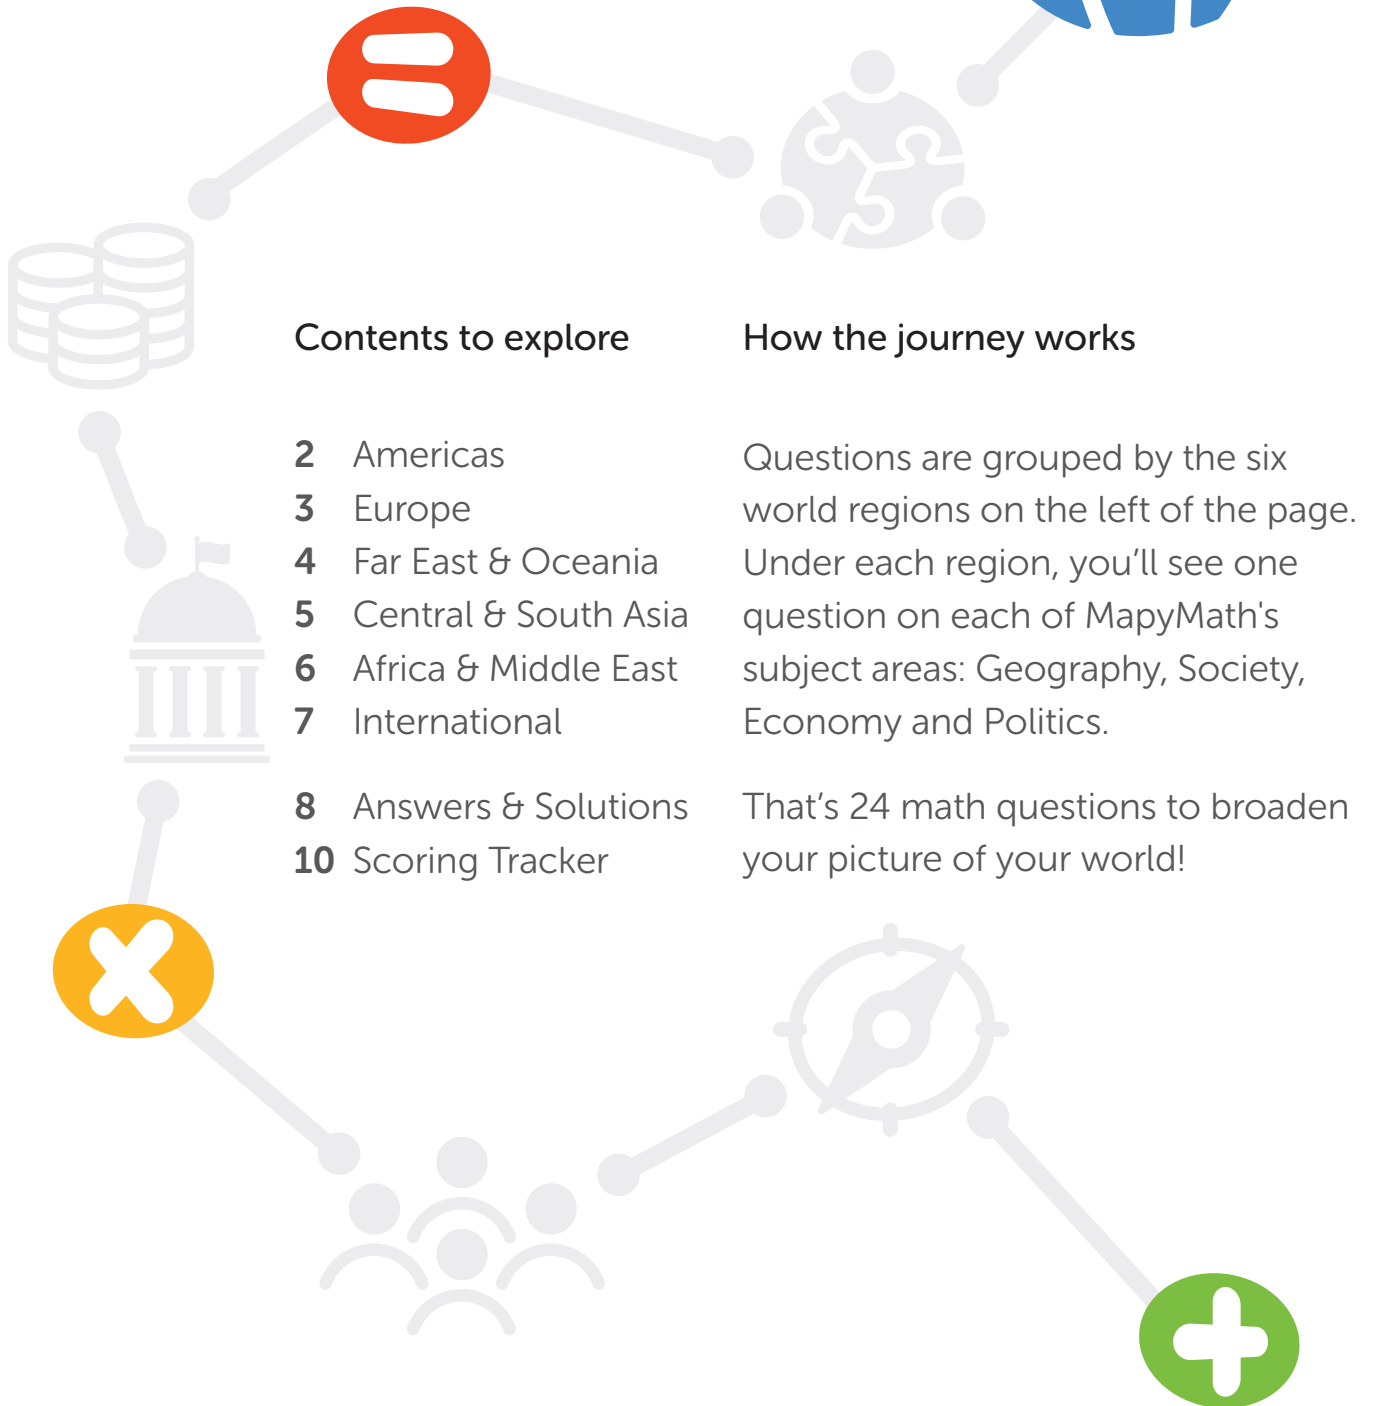 Contents to explore
2 Americas
3 Europe
4 Far East & Oceania
5 Central & South Asia
6 Africa & Middle East
7 International
8 Answers & Solutions
10 Scoring Tracker
How the journey works
Questions are grouped by the six
world regions on the left of the page.
Under each region, you’ll see one
question on each of MapyMath's
subject areas: Geography, Society,
Economy and Politics.
That’s 24 math questions to broaden
your picture of your world!